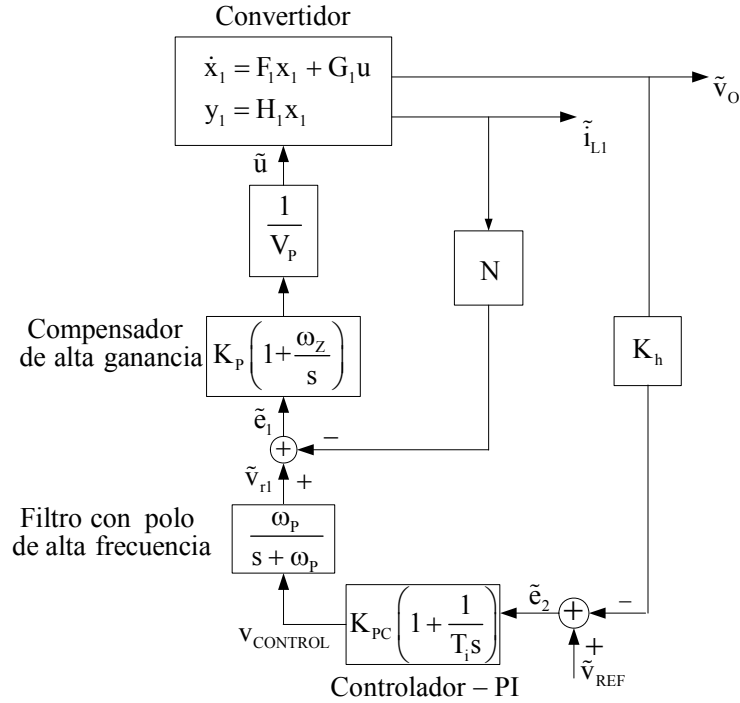 Convertidor
ẋ₁ = F₁x₁ + G₁u
y₁ = H₁x₁
ṽ_O
ĩ_L1
ũ
1/V_P
N
Compensador
de alta ganancia
K_P(1+ω_Z/s)
K_h
ẽ₁
+
−
ṽ_r1
+
Filtro con polo
de alta frecuencia
ω_P/(s + ω_P)
v_CONTROL
K_PC(1 + 1/(T_i s))
ẽ₂
+
−
+
ṽ_REF
Controlador – PI